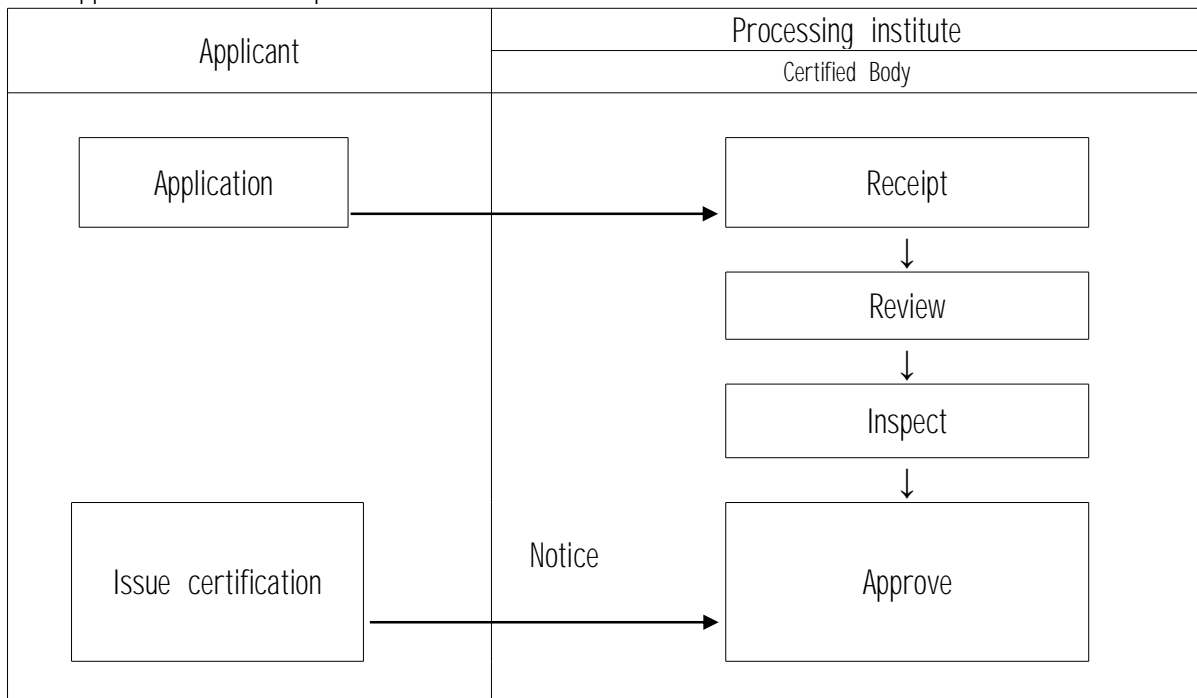 Applicant
Processing institute
Certified Body
Application
Receipt
↓
Review
↓
Inspect
↓
Issue certification
Notice
Approve